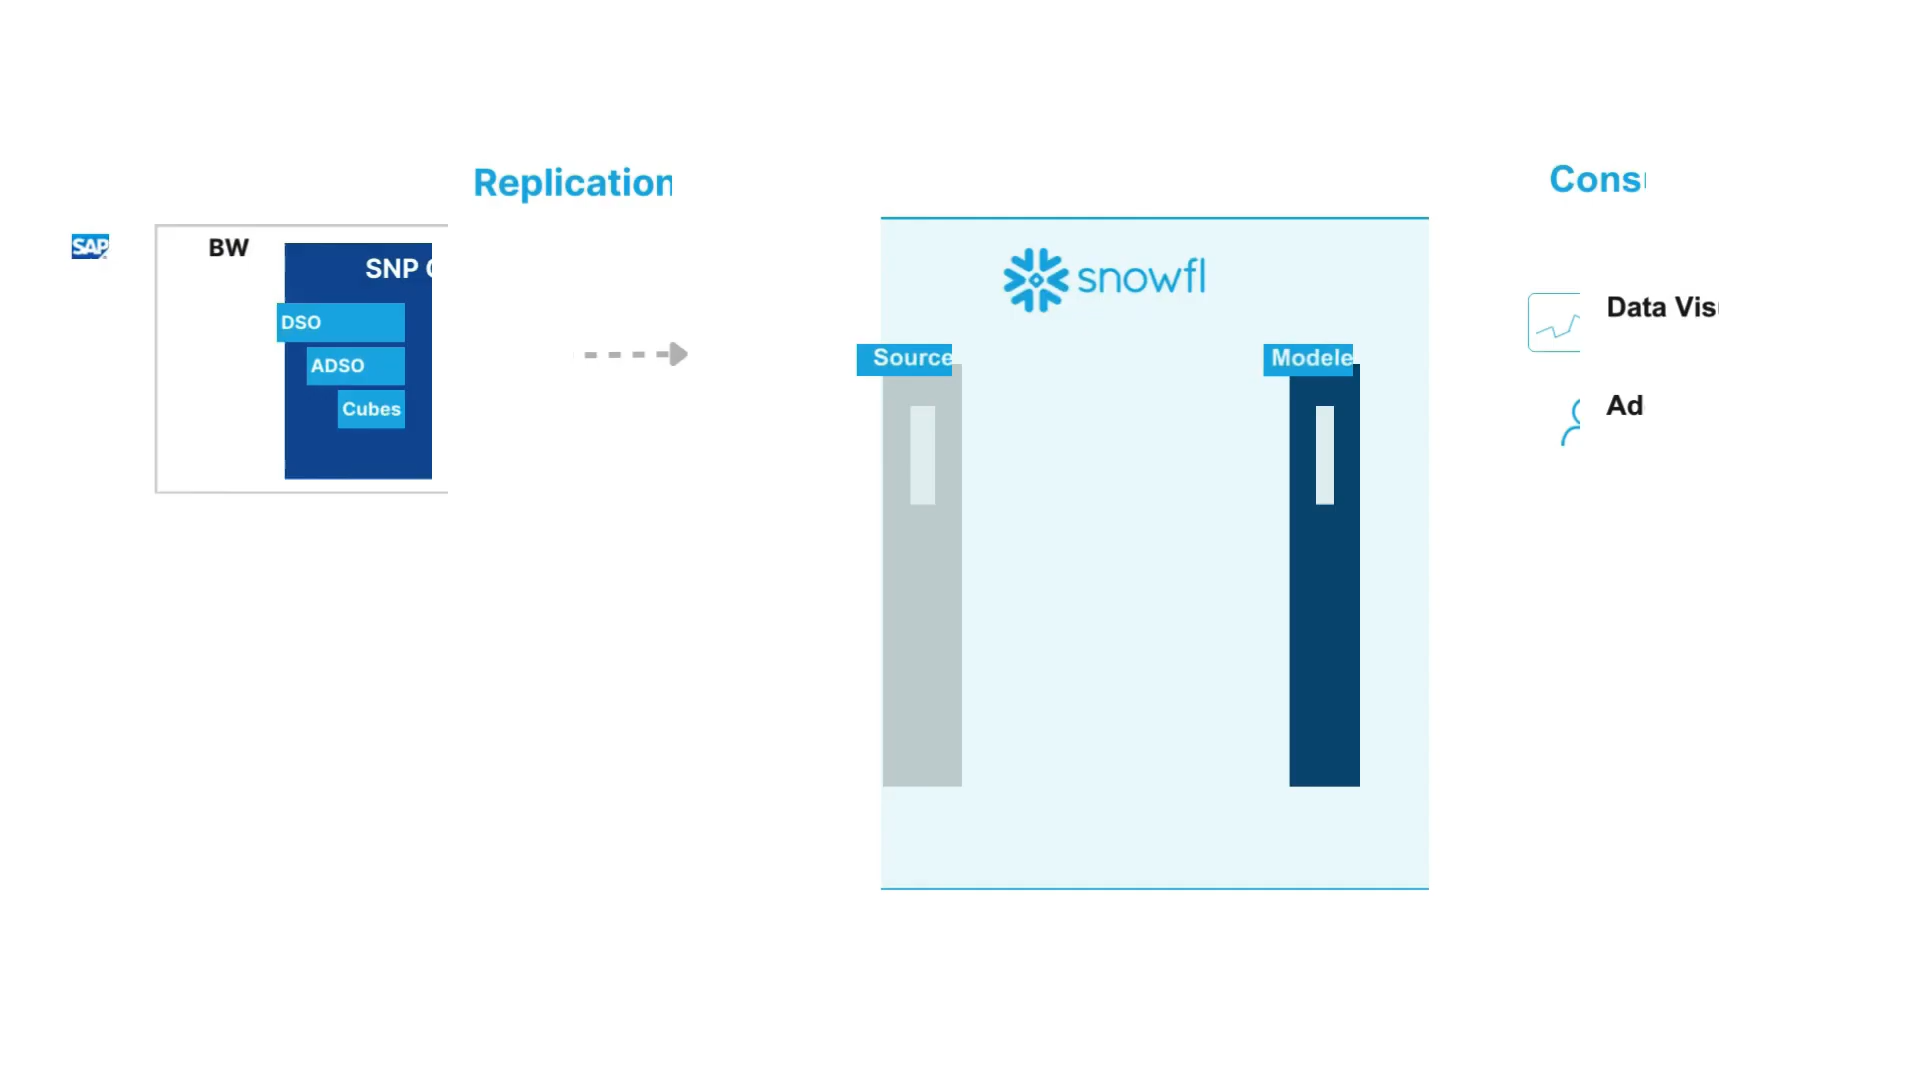 Replication
Cons
SAP
BW
SNP
snowfl
DSO
ADSO
Cubes
Source
Modele
Data Vis
Ad